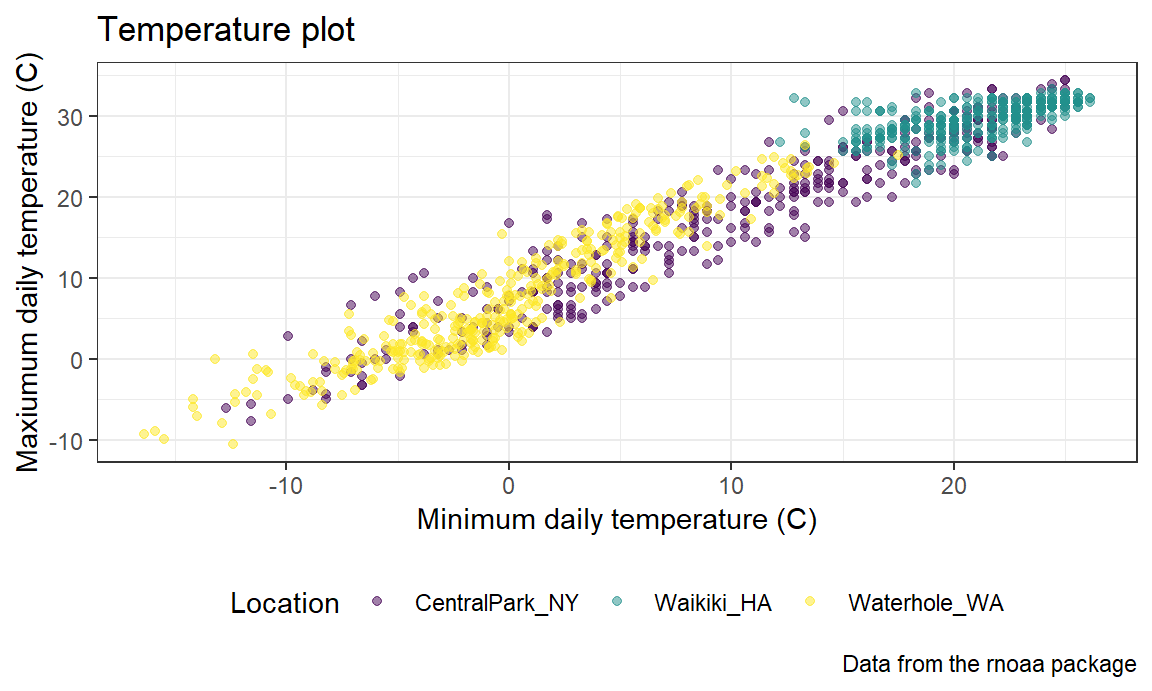 Temperature plot
Maxiumum daily temperature (C)
30
20
10
0
-10
-10 0 10 20
Minimum daily temperature (C)
Location CentralPark_NY Waikiki_HA Waterhole_WA
Data from the rnoaa package